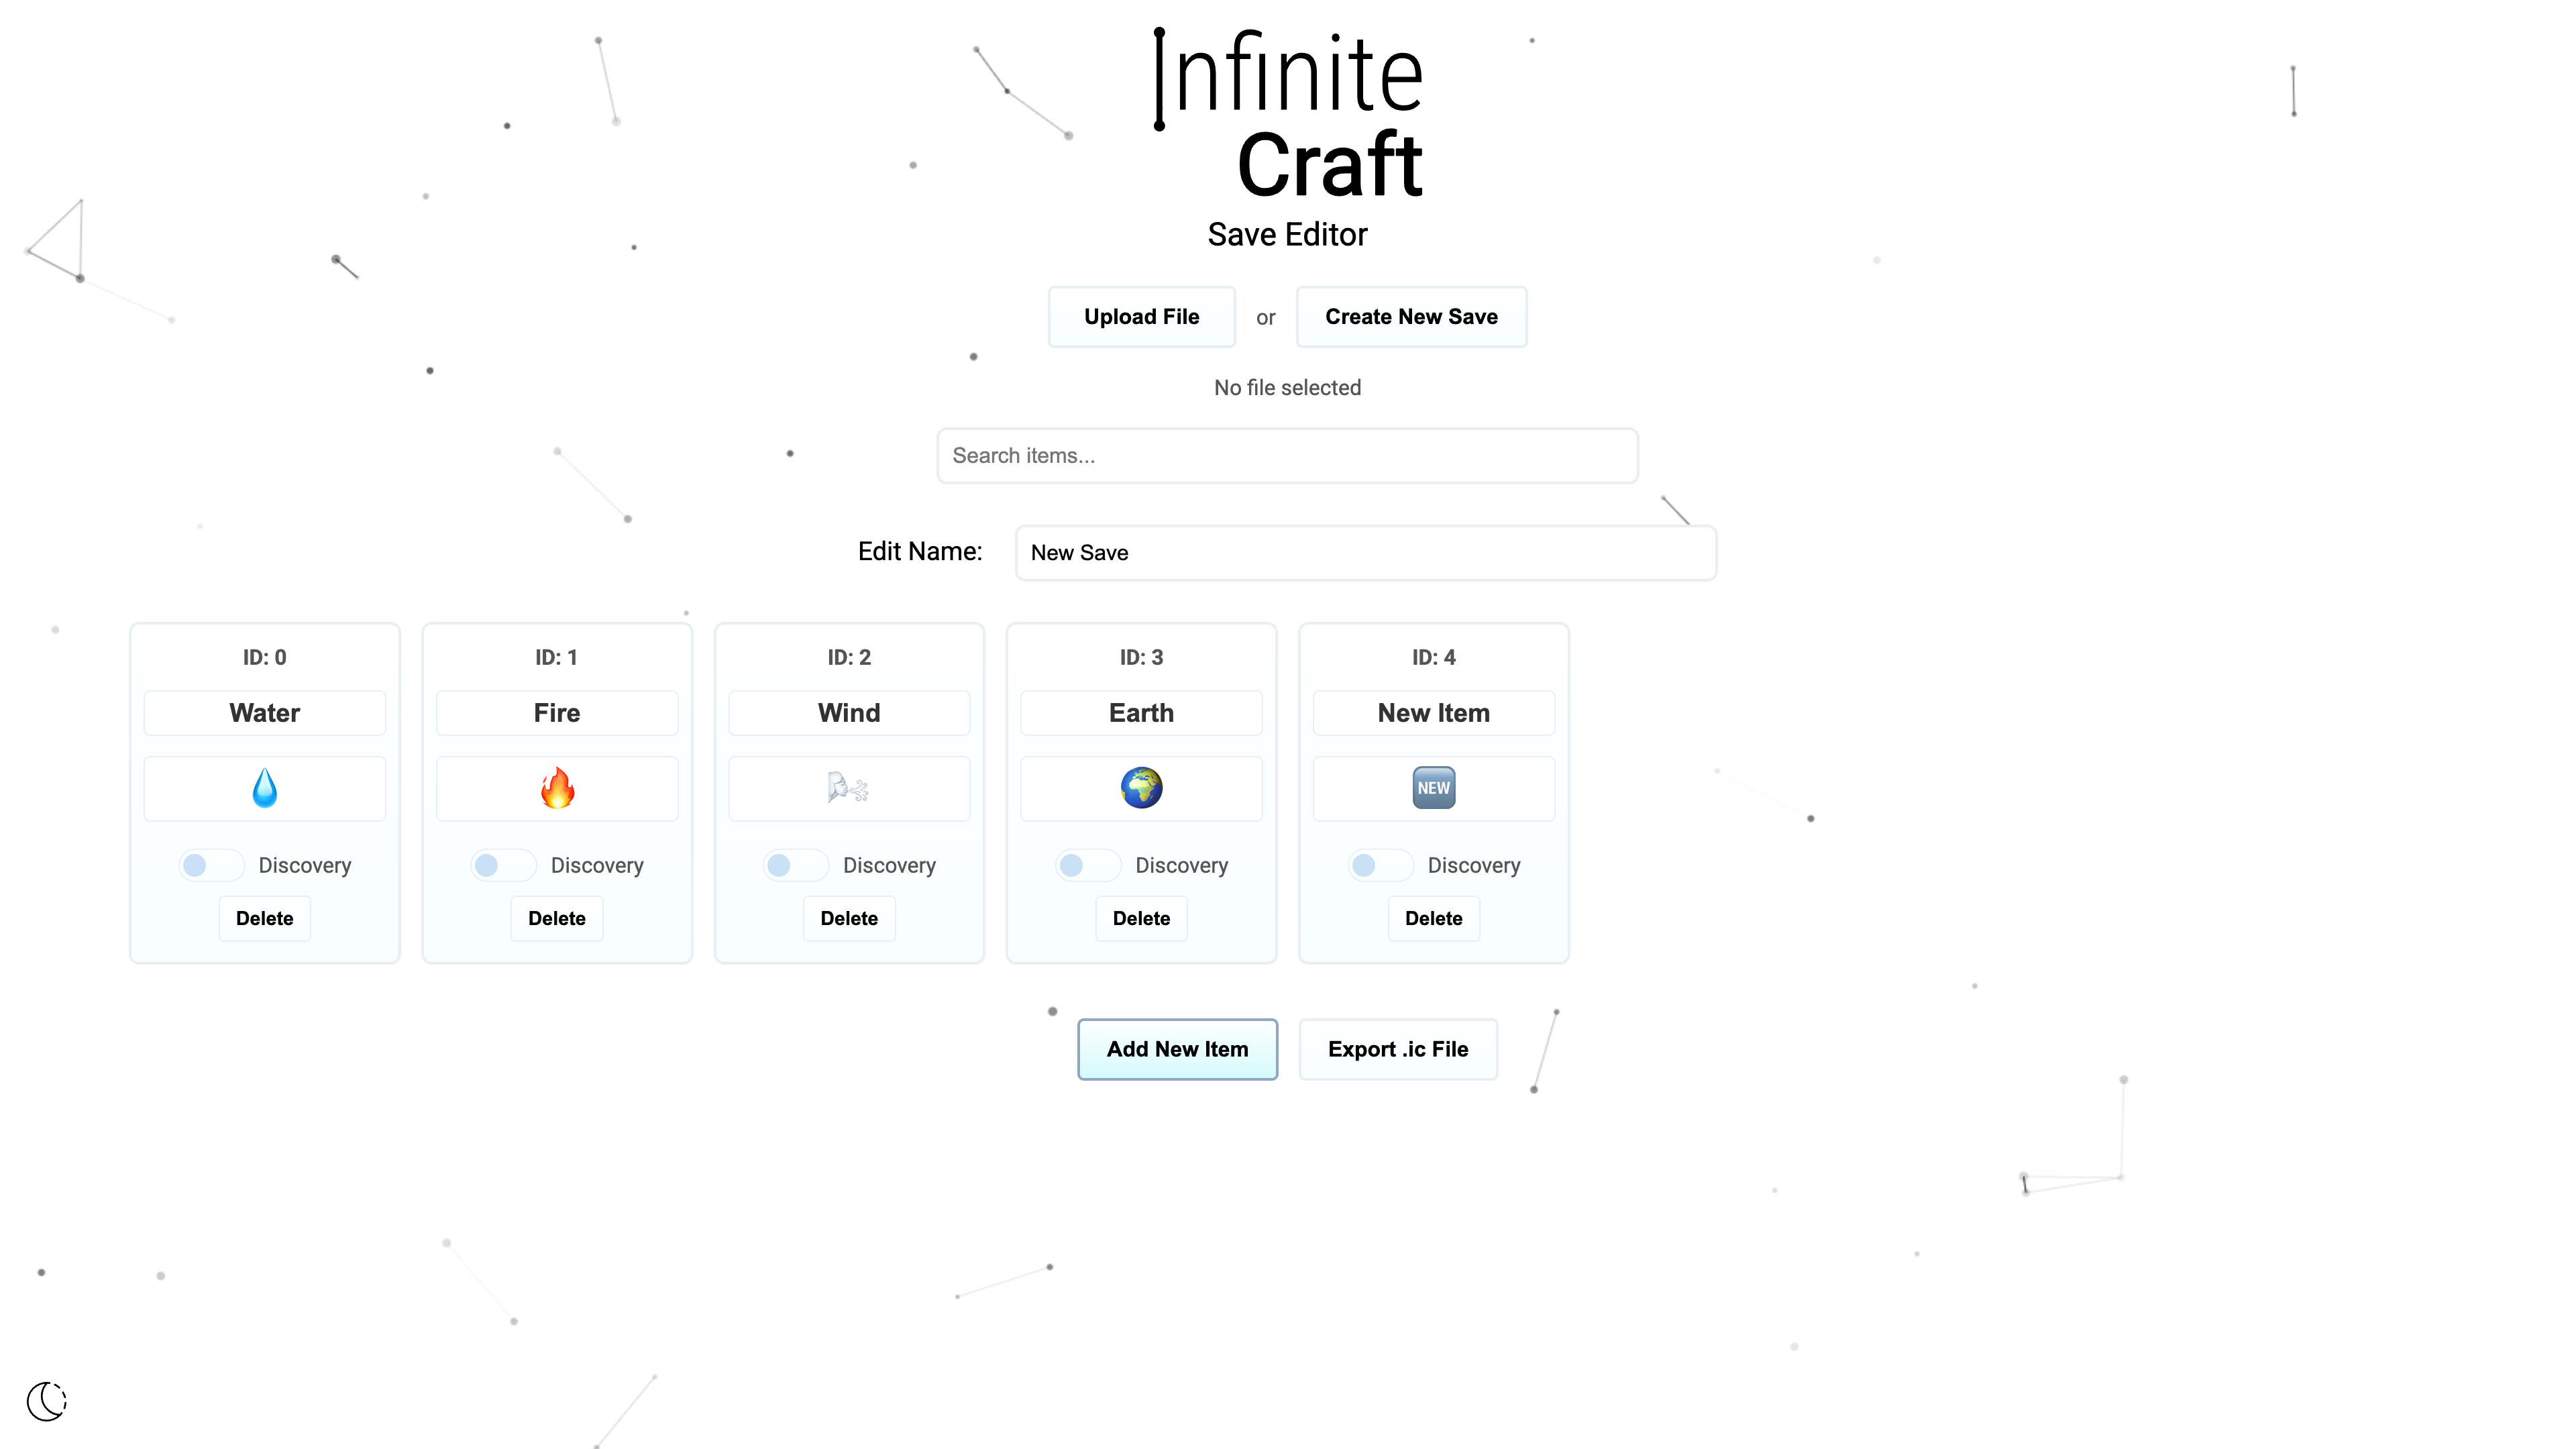 Infinite
Craft
Save Editor
Upload File or Create New Save
No file selected
Search items...
Edit Name: New Save
ID: 0 ID: 1 ID: 2 ID: 3 ID: 4
Water Fire Wind Earth New Item
NEW
Discovery Discovery Discovery Discovery Discovery
Delete Delete Delete Delete Delete
Add New Item Export .ic File